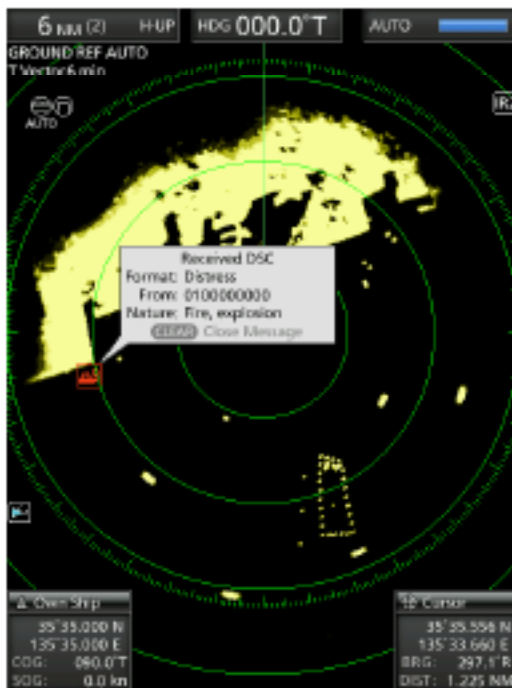 6 NM (2) H-UP HDG 000.0°T AUTO
GROUND REF AUTO
T Vector 6 min
AUTO
Received DSC
Format: Distress
From: 0100000000
Nature: Fire, explosion
CLEAR Close Message
Own Ship
35°35.000 N
135°35.000 E
COG: 090.0°T
SOG: 0.0 kn
Cursor
35°35.556 N
135°33.660 E
BRG: 297.1°R
DIST: 1.225 NM